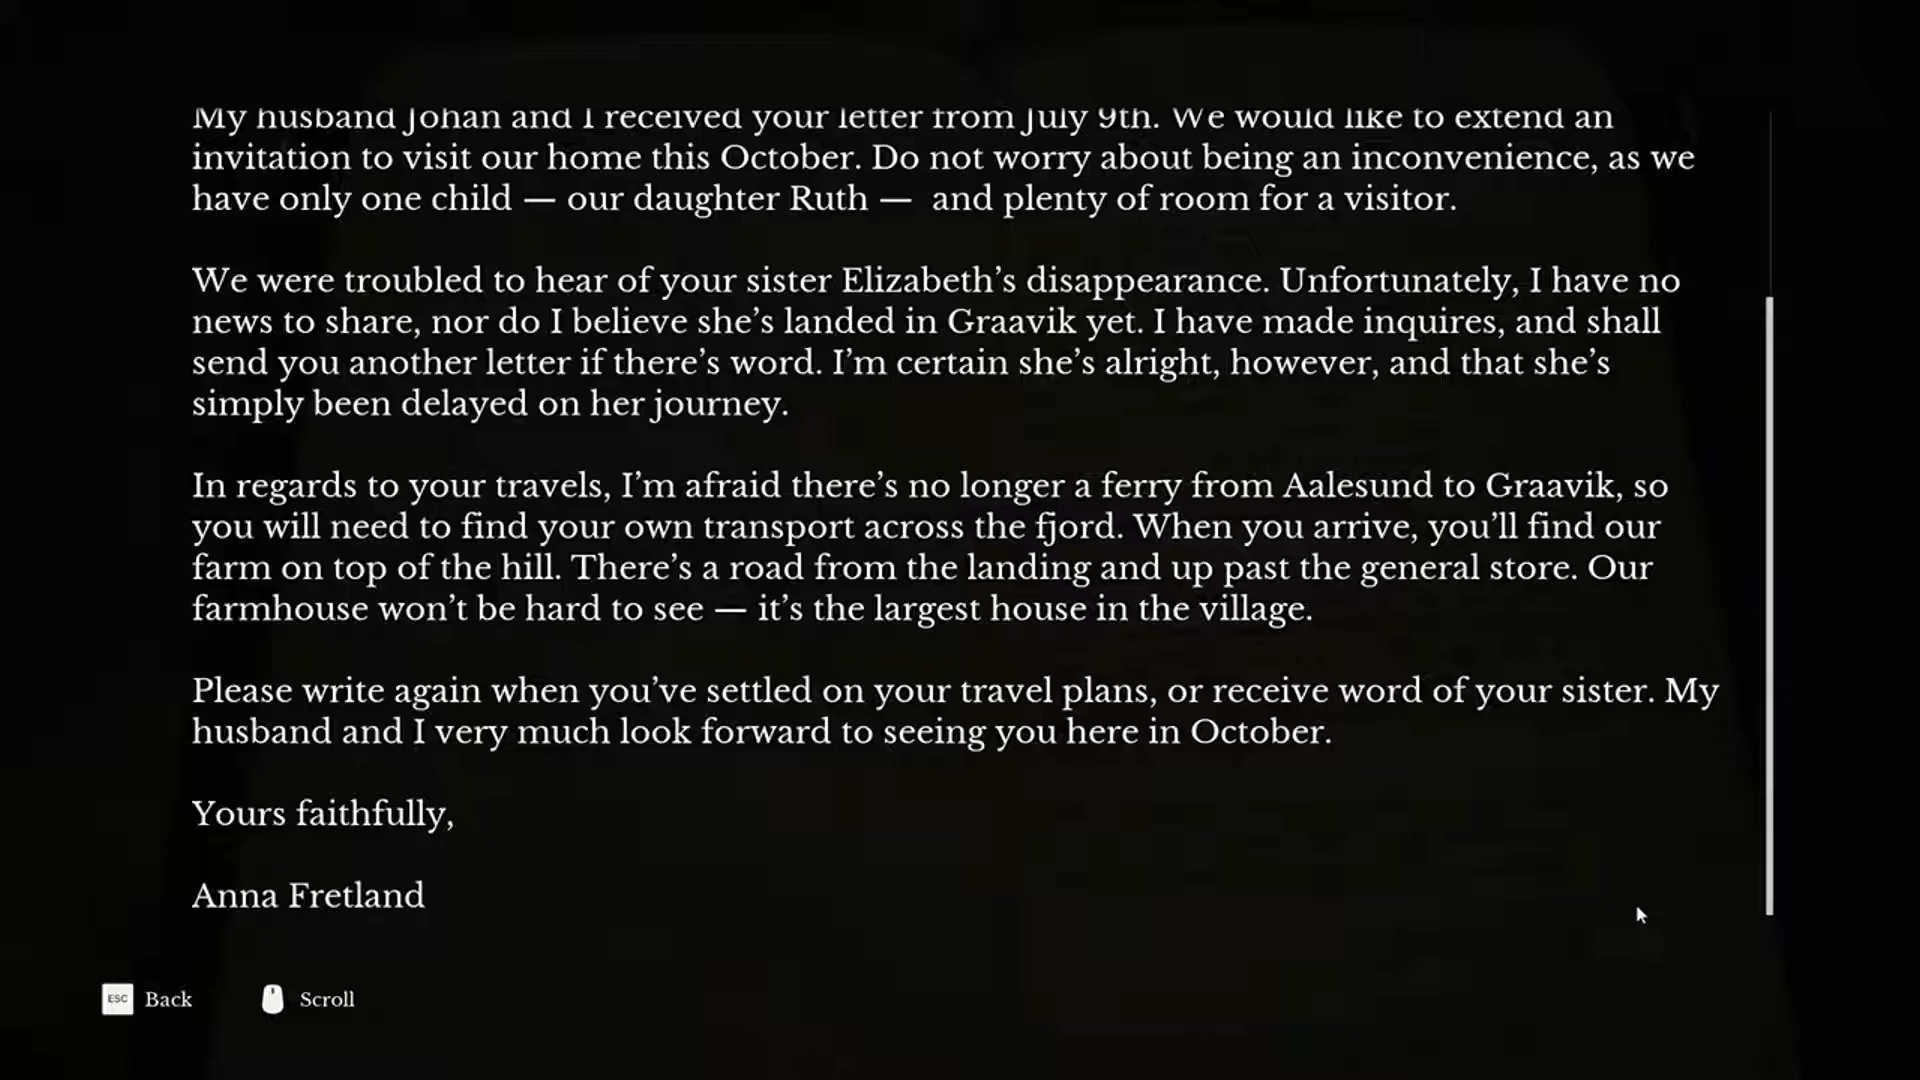 My husband Johan and I received your letter from July 9th. We would like to extend an
invitation to visit our home this October. Do not worry about being an inconvenience, as we
have only one child — our daughter Ruth —  and plenty of room for a visitor.
We were troubled to hear of your sister Elizabeth’s disappearance. Unfortunately, I have no
news to share, nor do I believe she’s landed in Graavik yet. I have made inquires, and shall
send you another letter if there’s word. I’m certain she’s alright, however, and that she’s
simply been delayed on her journey.
In regards to your travels, I’m afraid there’s no longer a ferry from Aalesund to Graavik, so
you will need to find your own transport across the fjord. When you arrive, you’ll find our
farm on top of the hill. There’s a road from the landing and up past the general store. Our
farmhouse won’t be hard to see — it’s the largest house in the village.
Please write again when you’ve settled on your travel plans, or receive word of your sister. My
husband and I very much look forward to seeing you here in October.
Yours faithfully,
Anna Fretland
ESC Back Scroll